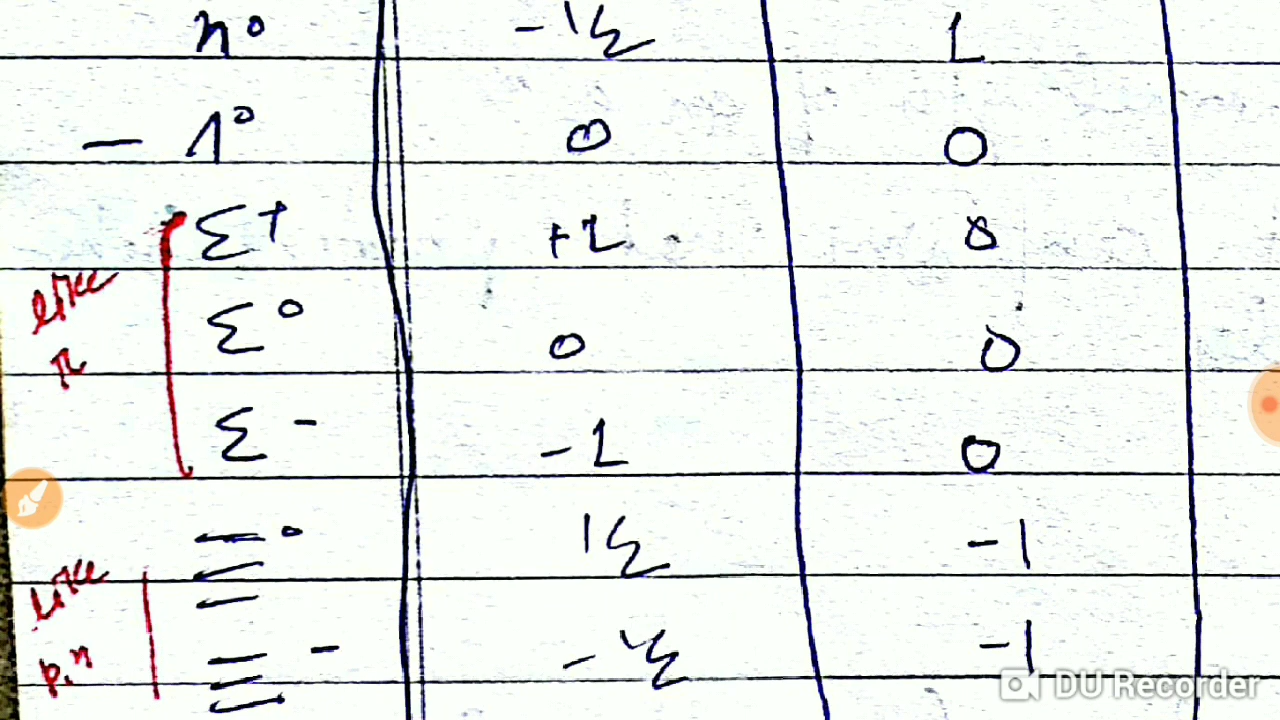 n° -1/2 1
— Λ° 0 0
Σ+ +1 0
like
π
Σ° 0 0
Σ- -1 0
Ξ° 1/2 -1
like
p.n
Ξ- -1/2 -1
DU Recorder